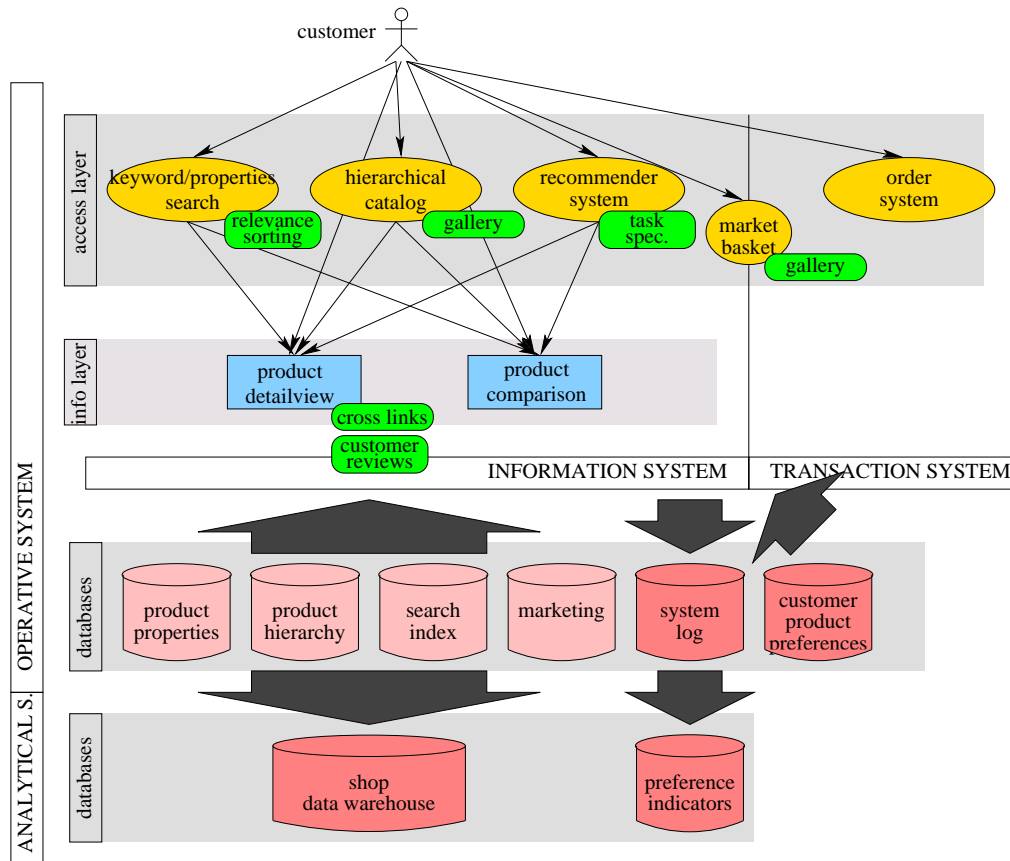 customer
OPERATIVE SYSTEM
ANALYTICAL S.
access layer
keyword/properties
search
relevance
sorting
hierarchical
catalog
gallery
recommender
system
task
spec.
market
basket
gallery
order
system
info layer
product
detailview
cross links
customer
reviews
product
comparison
INFORMATION SYSTEM
TRANSACTION SYSTEM
databases
product
properties
product
hierarchy
search
index
marketing
system
log
customer
product
preferences
databases
shop
data warehouse
preference
indicators